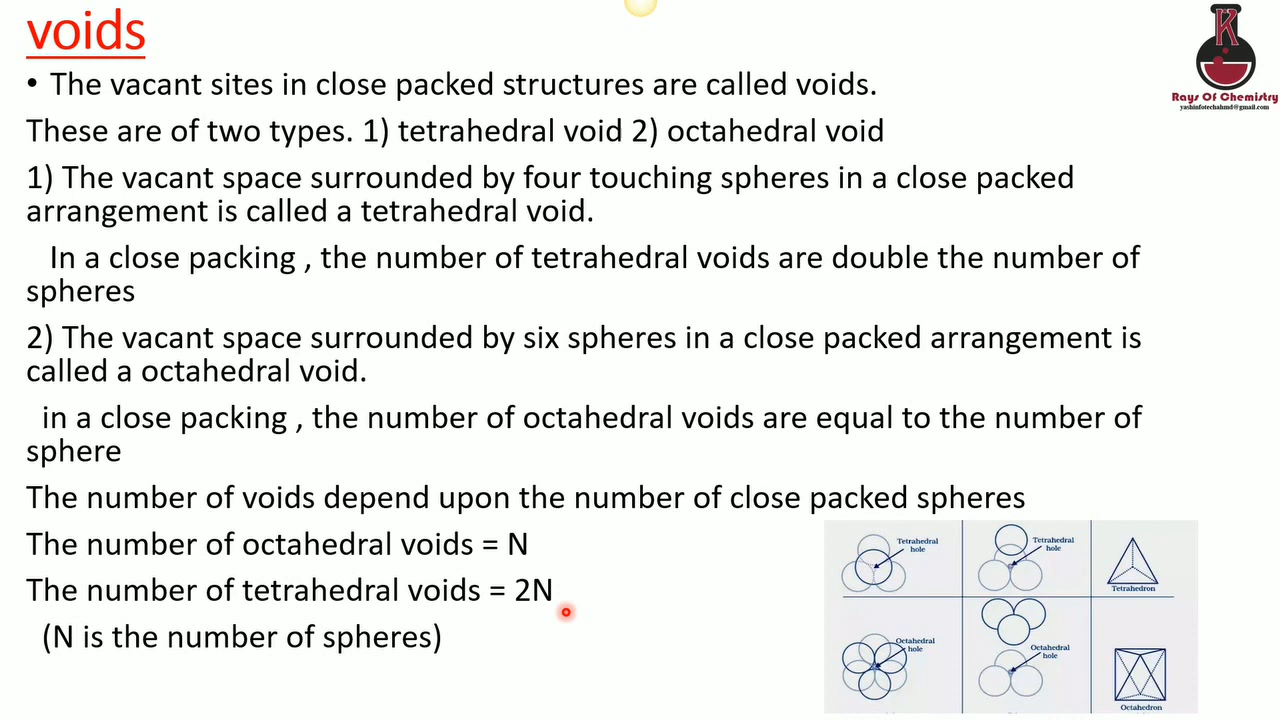 voids
K
Rays Of Chemistry
yashinfotechahmd@gmail.com
• The vacant sites in close packed structures are called voids.
These are of two types. 1) tetrahedral void 2) octahedral void
1) The vacant space surrounded by four touching spheres in a close packed
arrangement is called a tetrahedral void.
In a close packing , the number of tetrahedral voids are double the number of
spheres
2) The vacant space surrounded by six spheres in a close packed arrangement is
called a octahedral void.
in a close packing , the number of octahedral voids are equal to the number of
sphere
The number of voids depend upon the number of close packed spheres
The number of octahedral voids = N
The number of tetrahedral voids = 2N
(N is the number of spheres)
Tetrahedral
hole
Tetrahedral
hole
Tetrahedron
Octahedral
hole
Octahedral
hole
Octahedron